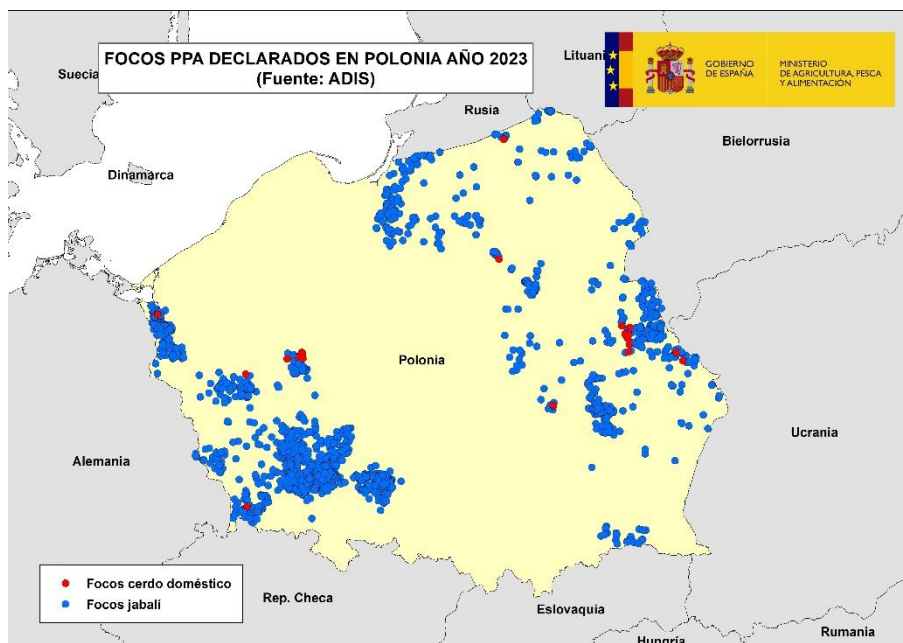 FOCOS PPA DECLARADOS EN POLONIA AÑO 2023
(Fuente: ADIS)
GOBIERNO
DE ESPAÑA
MINISTERIO
DE AGRICULTURA, PESCA
Y ALIMENTACIÓN
Lituani
Suecia
Rusia
Bielorrusia
Dinamarca
Polonia
Ucrania
Alemania
Focos cerdo doméstico
Focos jabalí
Rep. Checa
Eslovaquia
Hungría
Rumania